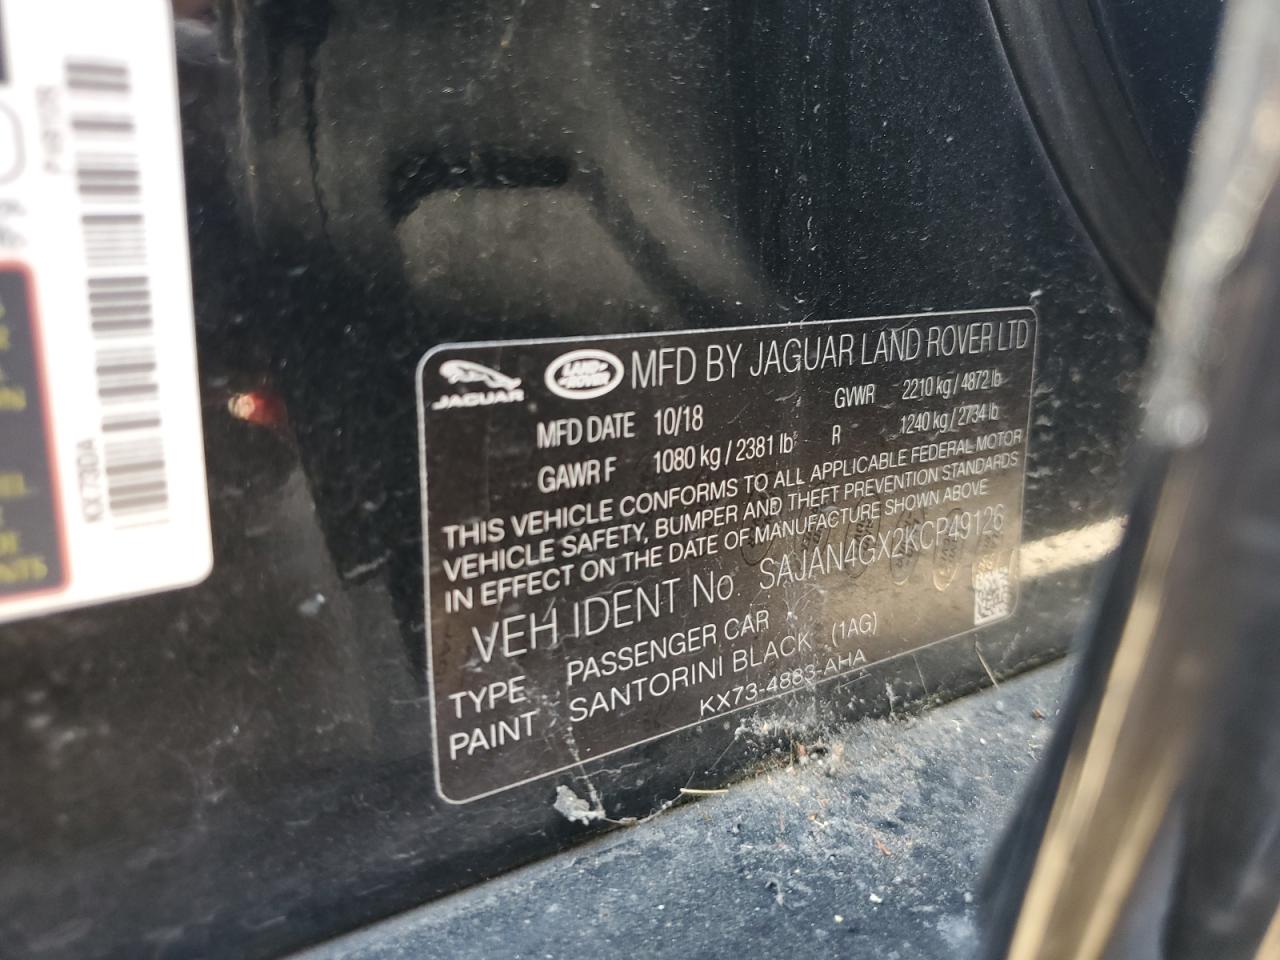 JAGUAR
LAND ROVER
MFD BY JAGUAR LAND ROVER LTD
MFD DATE 10/18 GVWR 2210 kg / 4872 lb
GAWR F 1080 kg / 2381 lb R 1240 kg / 2734 lb
THIS VEHICLE CONFORMS TO ALL APPLICABLE FEDERAL MOTOR
VEHICLE SAFETY, BUMPER AND THEFT PREVENTION STANDARDS
IN EFFECT ON THE DATE OF MANUFACTURE SHOWN ABOVE
VEH IDENT No. SAJAN4GX2KCP49126
TYPE PASSENGER CAR
PAINT SANTORINI BLACK (1AG)
KX73-4883-AHA